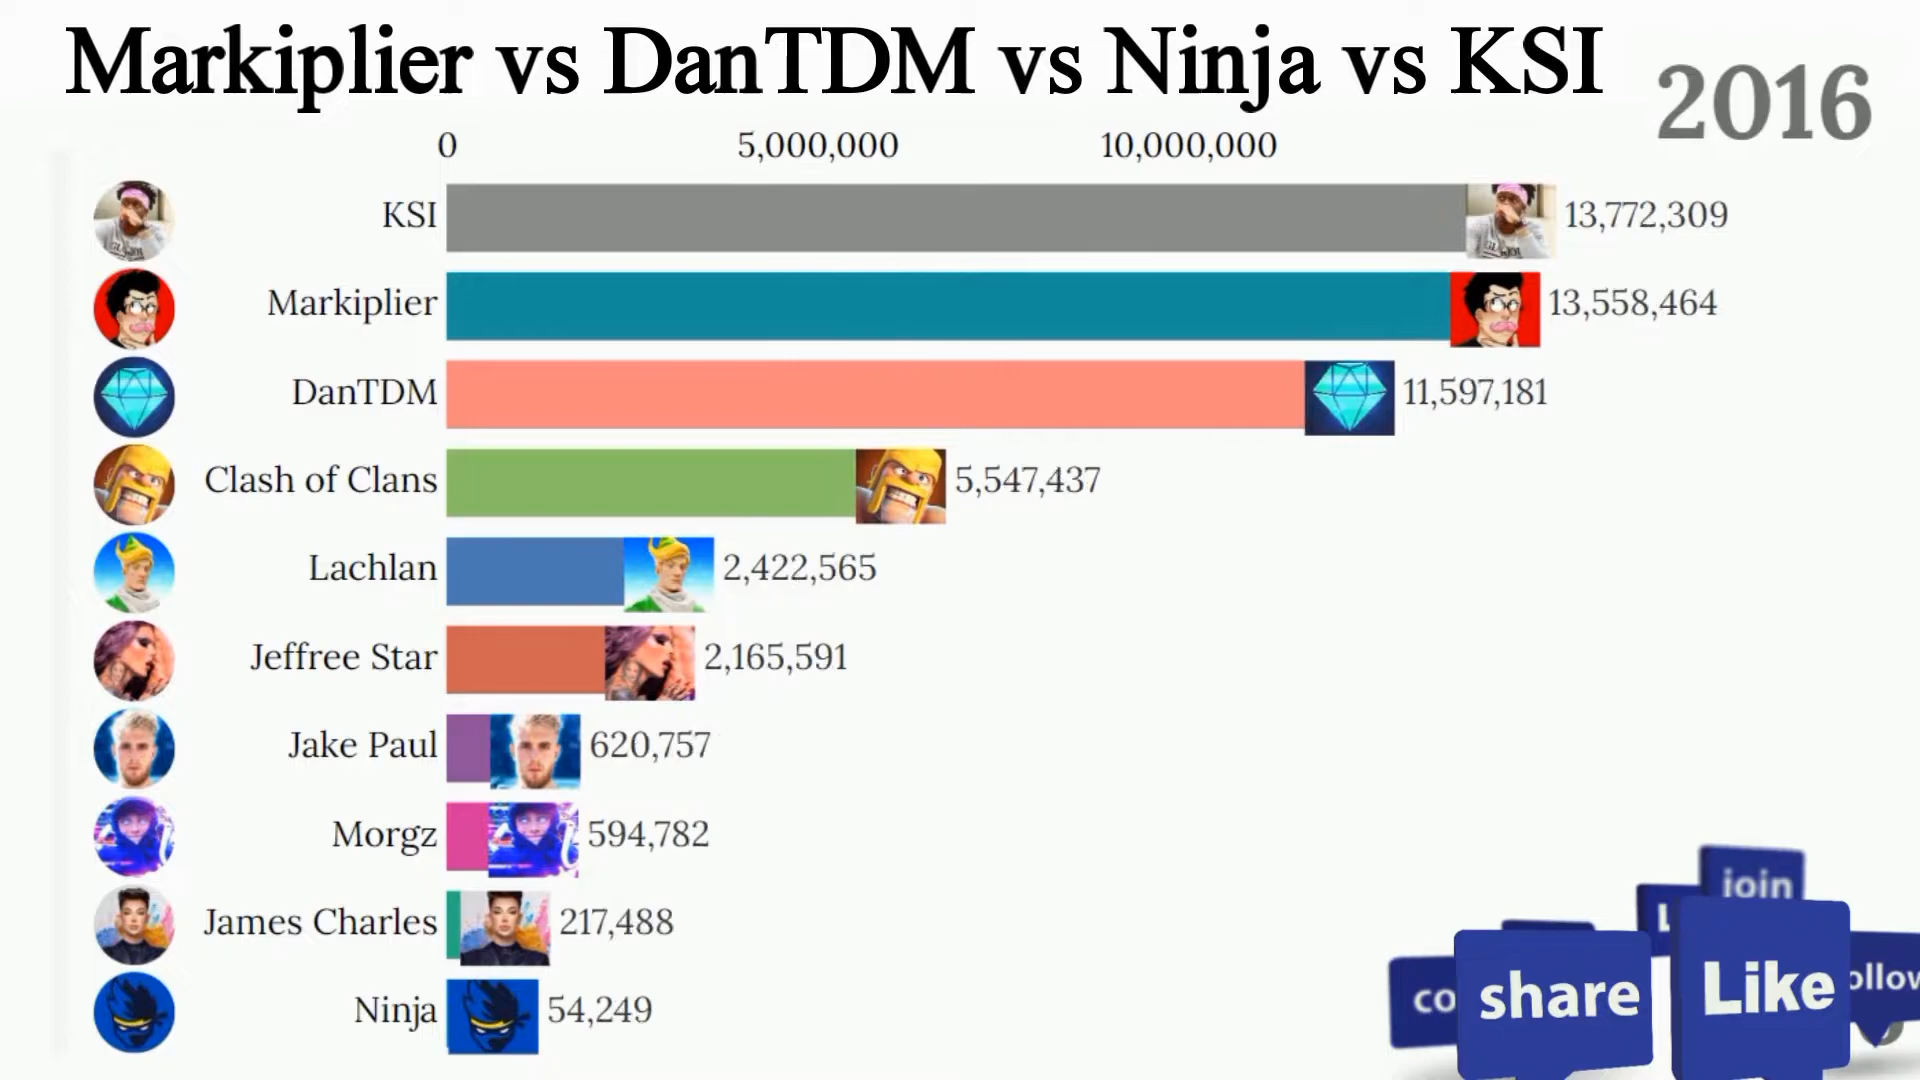 Markiplier vs DanTDM vs Ninja vs KSI
2016
0 5,000,000 10,000,000
KSI 13,772,309
Markiplier 13,558,464
DanTDM 11,597,181
Clash of Clans 5,547,437
Lachlan 2,422,565
Jeffree Star 2,165,591
Jake Paul 620,757
Morgz 594,782
James Charles 217,488
Ninja 54,249
join
L
co share Like ollow